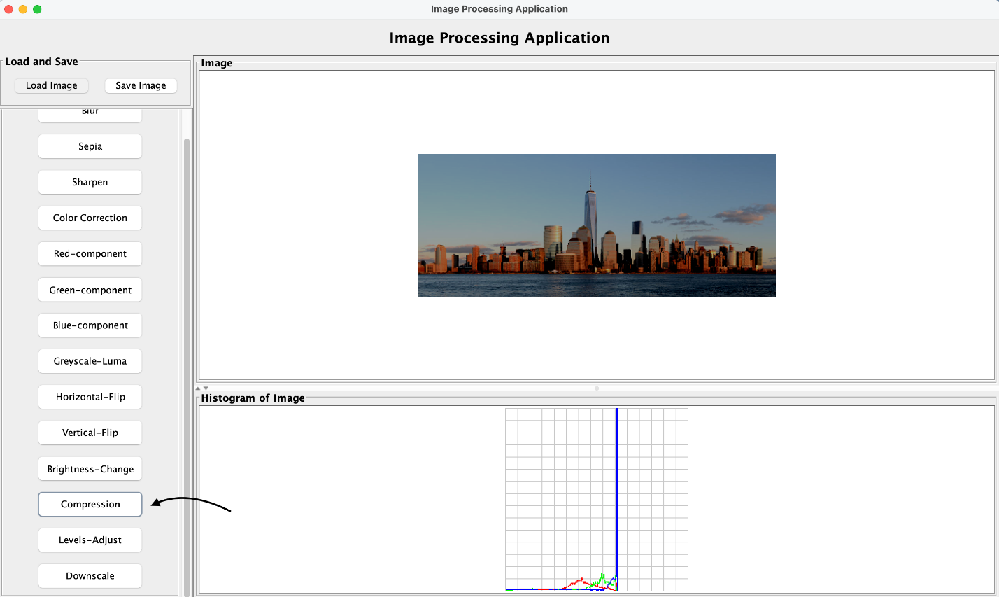 Image Processing Application
Image Processing Application
Load and Save
Load Image
Save Image
Blur
Sepia
Sharpen
Color Correction
Red-component
Green-component
Blue-component
Greyscale-Luma
Horizontal-Flip
Vertical-Flip
Brightness-Change
Compression
Levels-Adjust
Downscale
Image
Histogram of Image